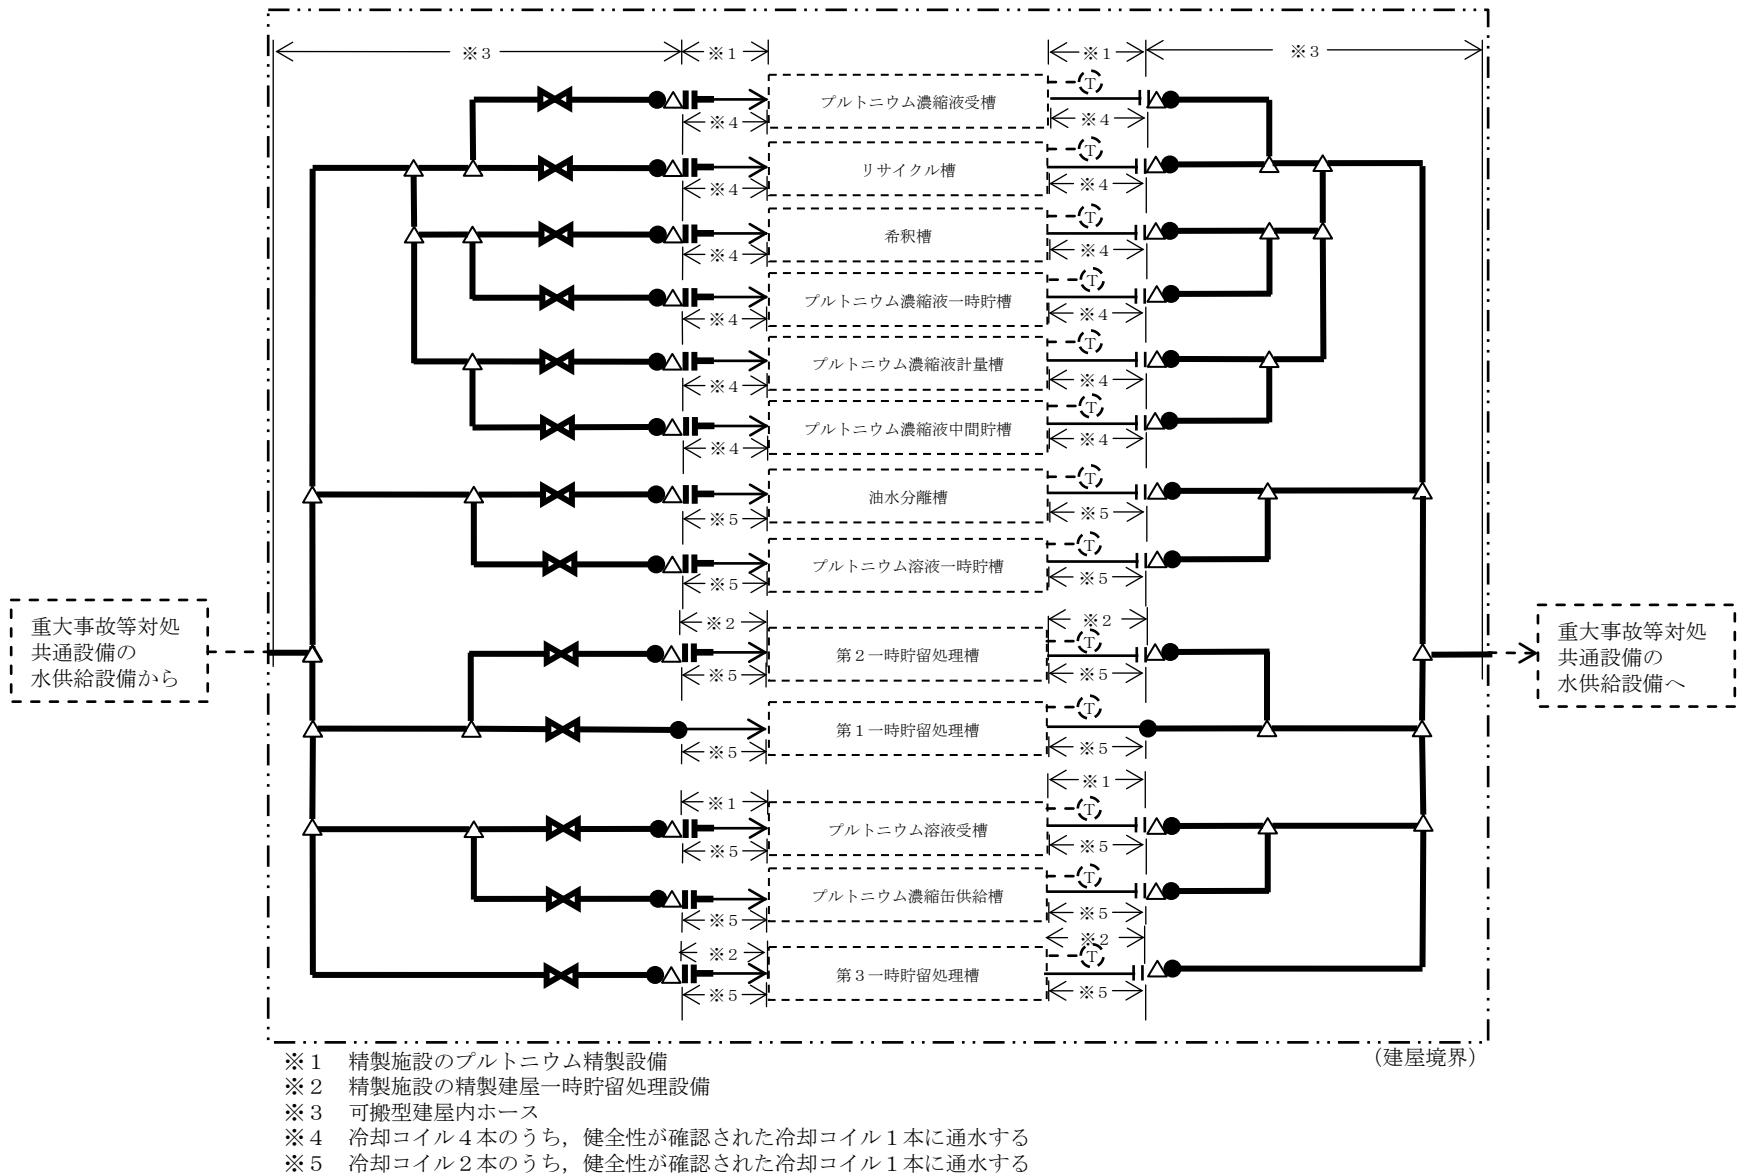 ※3
※1
※1
※3
プルトニウム濃縮液受槽
T
※4
※4
リサイクル槽
T
※4
※4
希釈槽
T
※4
※4
プルトニウム濃縮液一時貯槽
T
※4
※4
プルトニウム濃縮液計量槽
T
※4
※4
プルトニウム濃縮液中間貯槽
T
※4
※4
油水分離槽
T
※5
※5
プルトニウム溶液一時貯槽
T
※5
※5
※2
※2
重大事故等対処
共通設備の
水供給設備から
重大事故等対処
共通設備の
水供給設備へ
第2一時貯留処理槽
T
※5
※5
第1一時貯留処理槽
T
※5
※5
※1
※1
プルトニウム溶液受槽
T
※5
※5
プルトニウム濃縮缶供給槽
T
※5
※5
※2
※2
第3一時貯留処理槽
T
※5
※5
(建屋境界)
※1 精製施設のプルトニウム精製設備
※2 精製施設の精製建屋一時貯留処理設備
※3 可搬型建屋内ホース
※4 冷却コイル4本のうち，健全性が確認された冷却コイル1本に通水する
※5 冷却コイル2本のうち，健全性が確認された冷却コイル1本に通水する